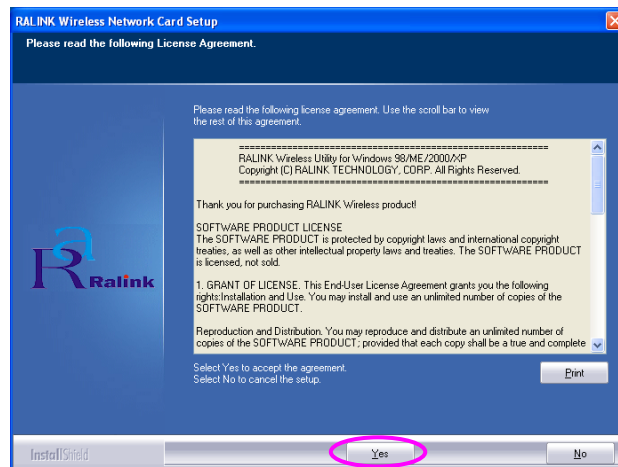 RALINK Wireless Network Card Setup
Please read the following License Agreement.
Please read the following license agreement. Use the scroll bar to view
the rest of this agreement.
============================================================
RALINK Wireless Utility for Windows 98/ME/2000/XP
Copyright (C) RALINK TECHNOLOGY, CORP. All Rights Reserved.
============================================================
Thank you for purchasing RALINK Wireless product!
SOFTWARE PRODUCT LICENSE
The SOFTWARE PRODUCT is protected by copyright laws and international copyright
treaties, as well as other intellectual property laws and treaties. The SOFTWARE PRODUCT
is licensed, not sold.
1. GRANT OF LICENSE. This End-User License Agreement grants you the following
rights:Installation and Use. You may install and use an unlimited number of copies of the
SOFTWARE PRODUCT.
Reproduction and Distribution. You may reproduce and distribute an unlimited number of
copies of the SOFTWARE PRODUCT; provided that each copy shall be a true and complete
Ralink
Select Yes to accept the agreement.
Select No to cancel the setup.
Print
InstallShield
Yes
No